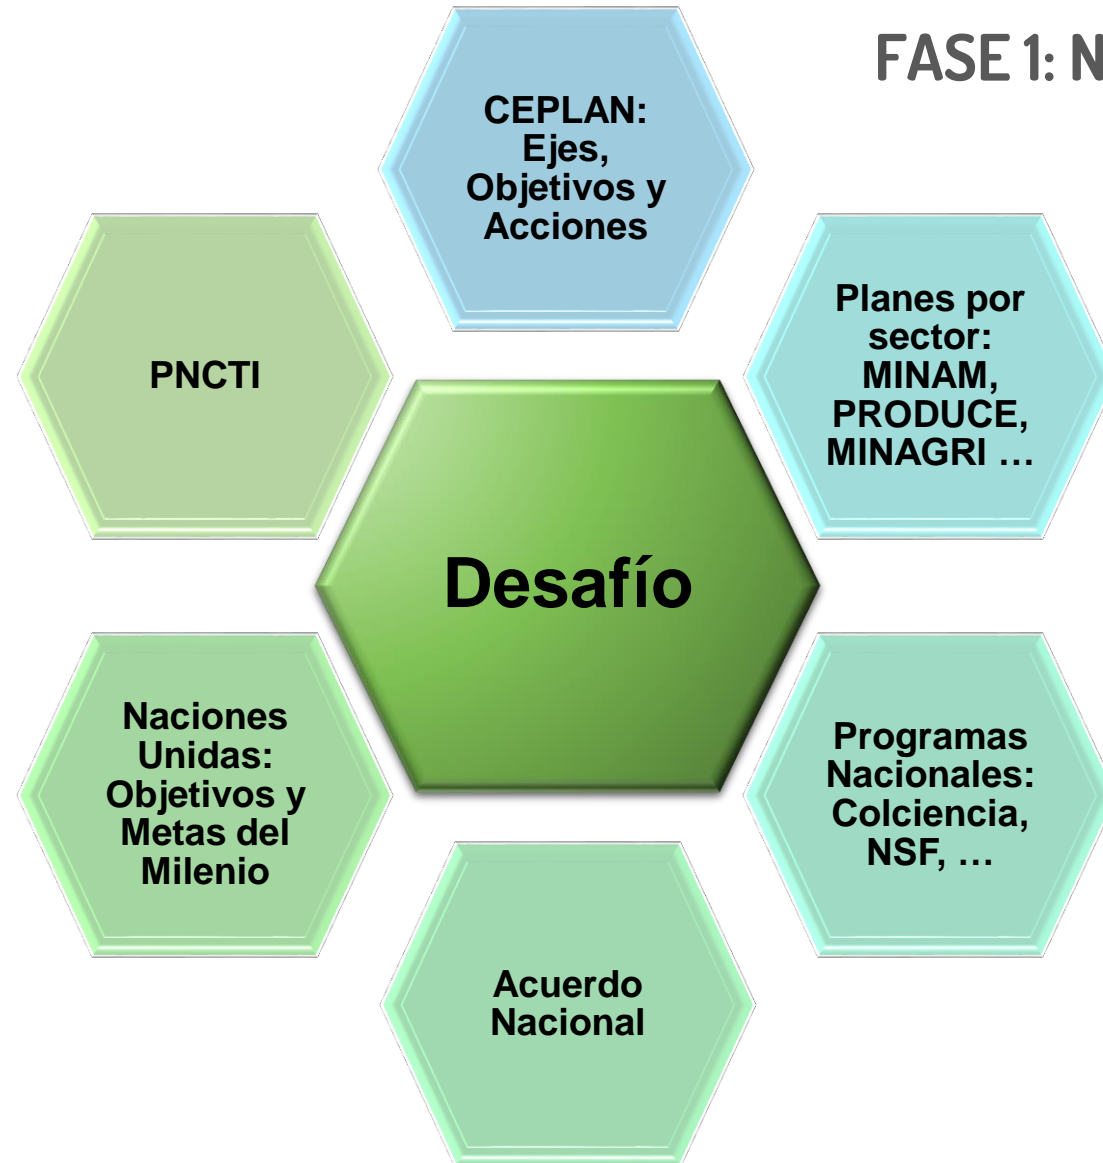 FASE 1: N
CEPLAN:
Ejes,
Objetivos y
Acciones
Planes por
sector:
MINAM,
PRODUCE,
MINAGRI …
PNCTI
Desafío
Naciones
Unidas:
Objetivos y
Metas del
Milenio
Programas
Nacionales:
Colciencia,
NSF, …
Acuerdo
Nacional